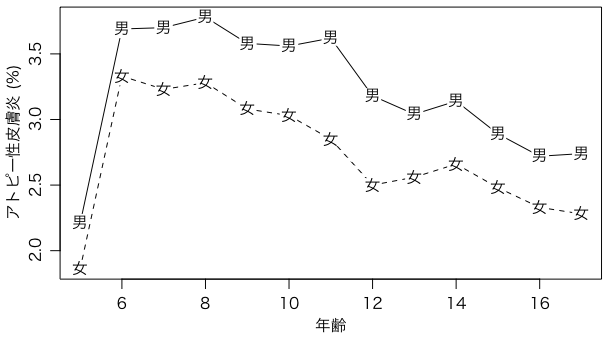 アトピー性皮膚炎 (%)
3.5
3.0
2.5
2.0
男 男 男 男 男 男 男 男 男 男 男 男 男
女 女 女 女 女 女 女 女 女 女 女 女 女
6 8 10 12 14 16
年齢